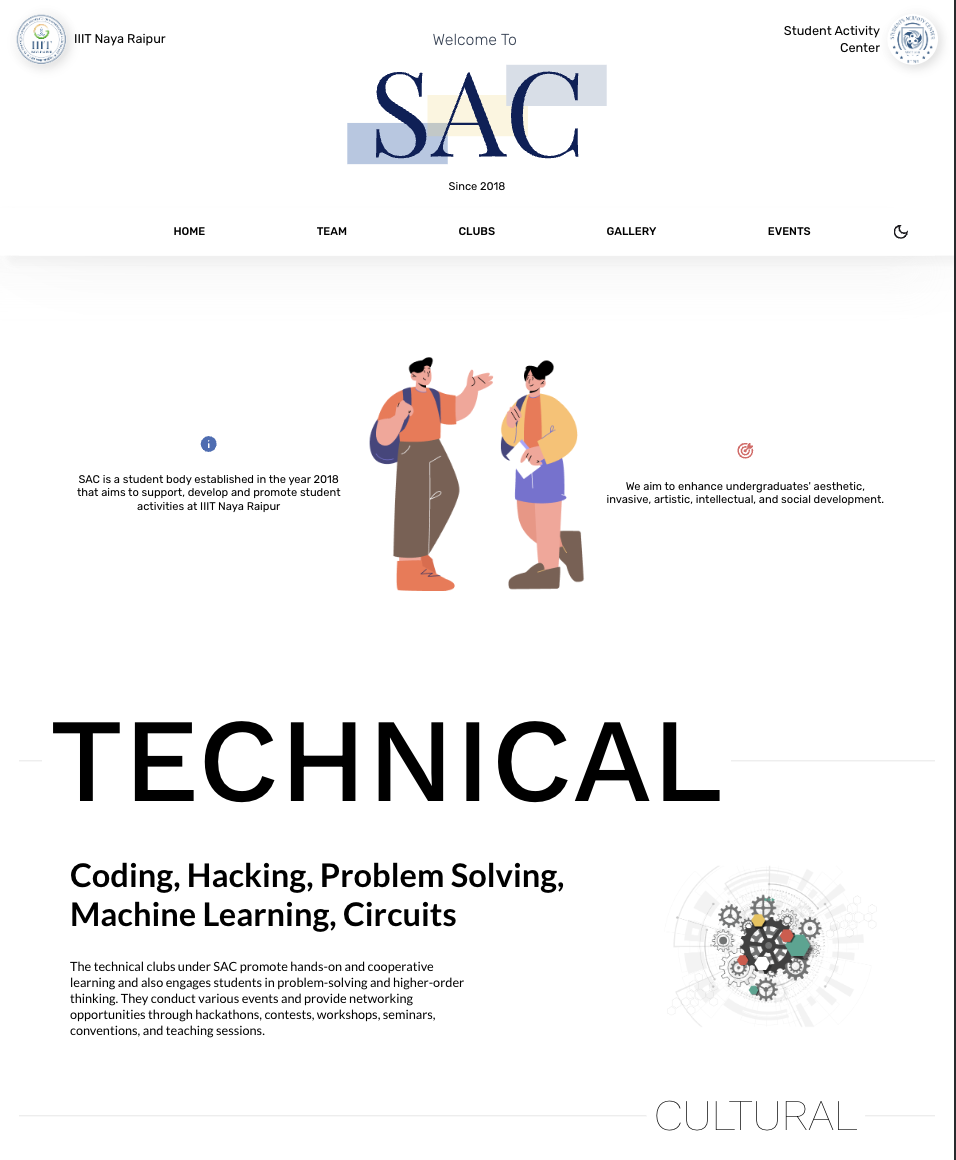 IIIT Naya Raipur
Welcome To
Student Activity
Center
SAC
Since 2018
HOME
TEAM
CLUBS
GALLERY
EVENTS
SAC is a student body established in the year 2018
that aims to support, develop and promote student
activities at IIIT Naya Raipur
We aim to enhance undergraduates' aesthetic,
invasive, artistic, intellectual, and social development.
TECHNICAL
Coding, Hacking, Problem Solving,
Machine Learning, Circuits
The technical clubs under SAC promote hands-on and cooperative
learning and also engages students in problem-solving and higher-order
thinking. They conduct various events and provide networking
opportunities through hackathons, contests, workshops, seminars,
conventions, and teaching sessions.
CULTURAL